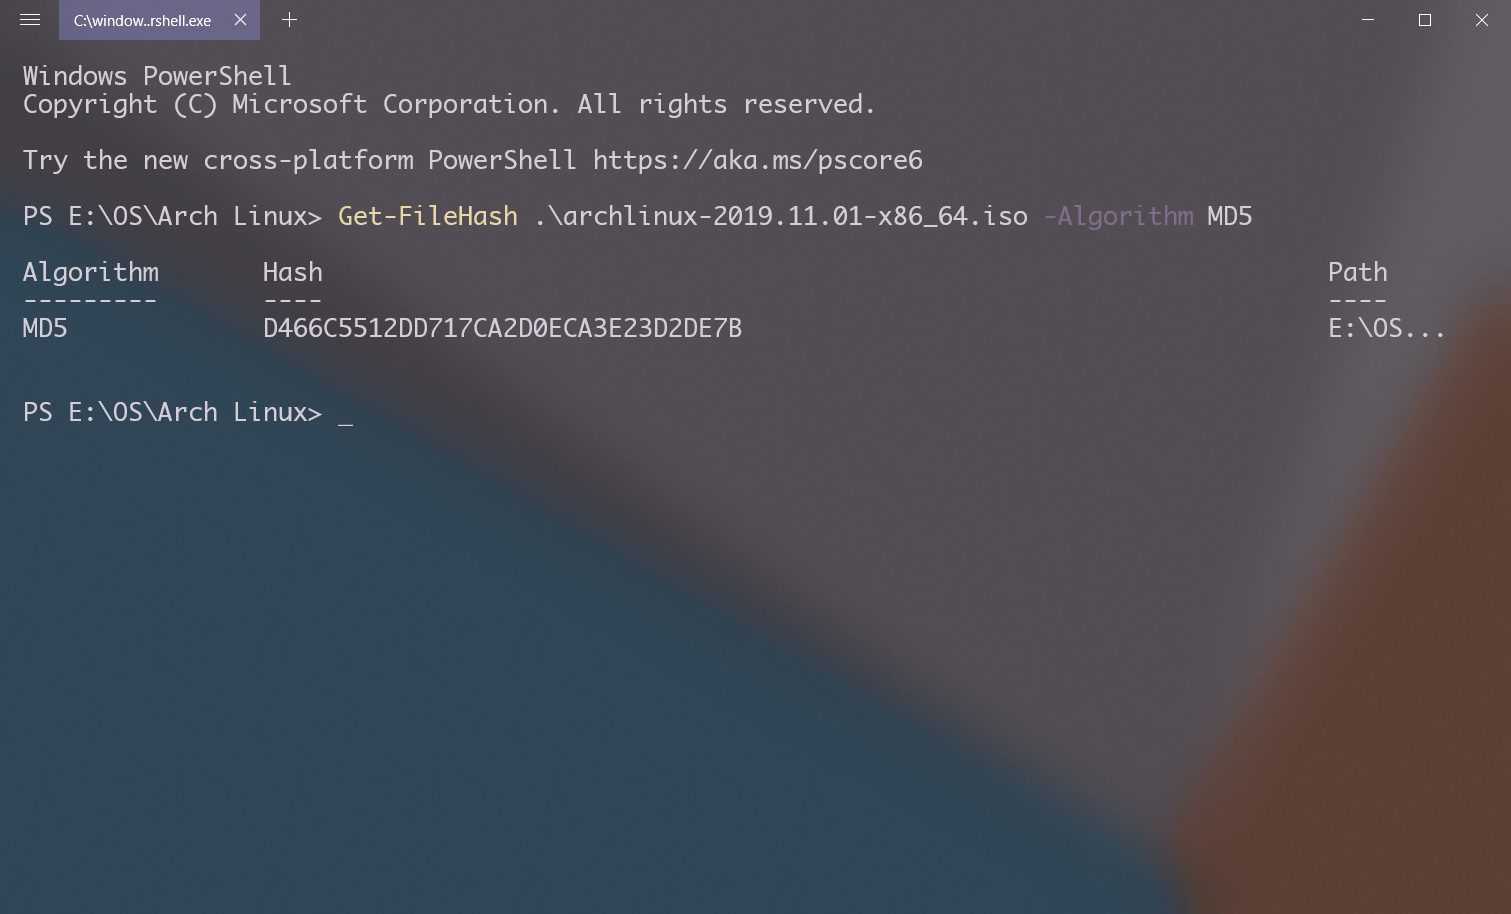 C:\window..rshell.exe
Windows PowerShell
Copyright (C) Microsoft Corporation. All rights reserved.
Try the new cross-platform PowerShell https://aka.ms/pscore6
PS E:\OS\Arch Linux> Get-FileHash .\archlinux-2019.11.01-x86_64.iso -Algorithm MD5
Algorithm Hash Path
--------- ---- ----
MD5 D466C5512DD717CA2D0ECA3E23D2DE7B E:\OS...
PS E:\OS\Arch Linux> _